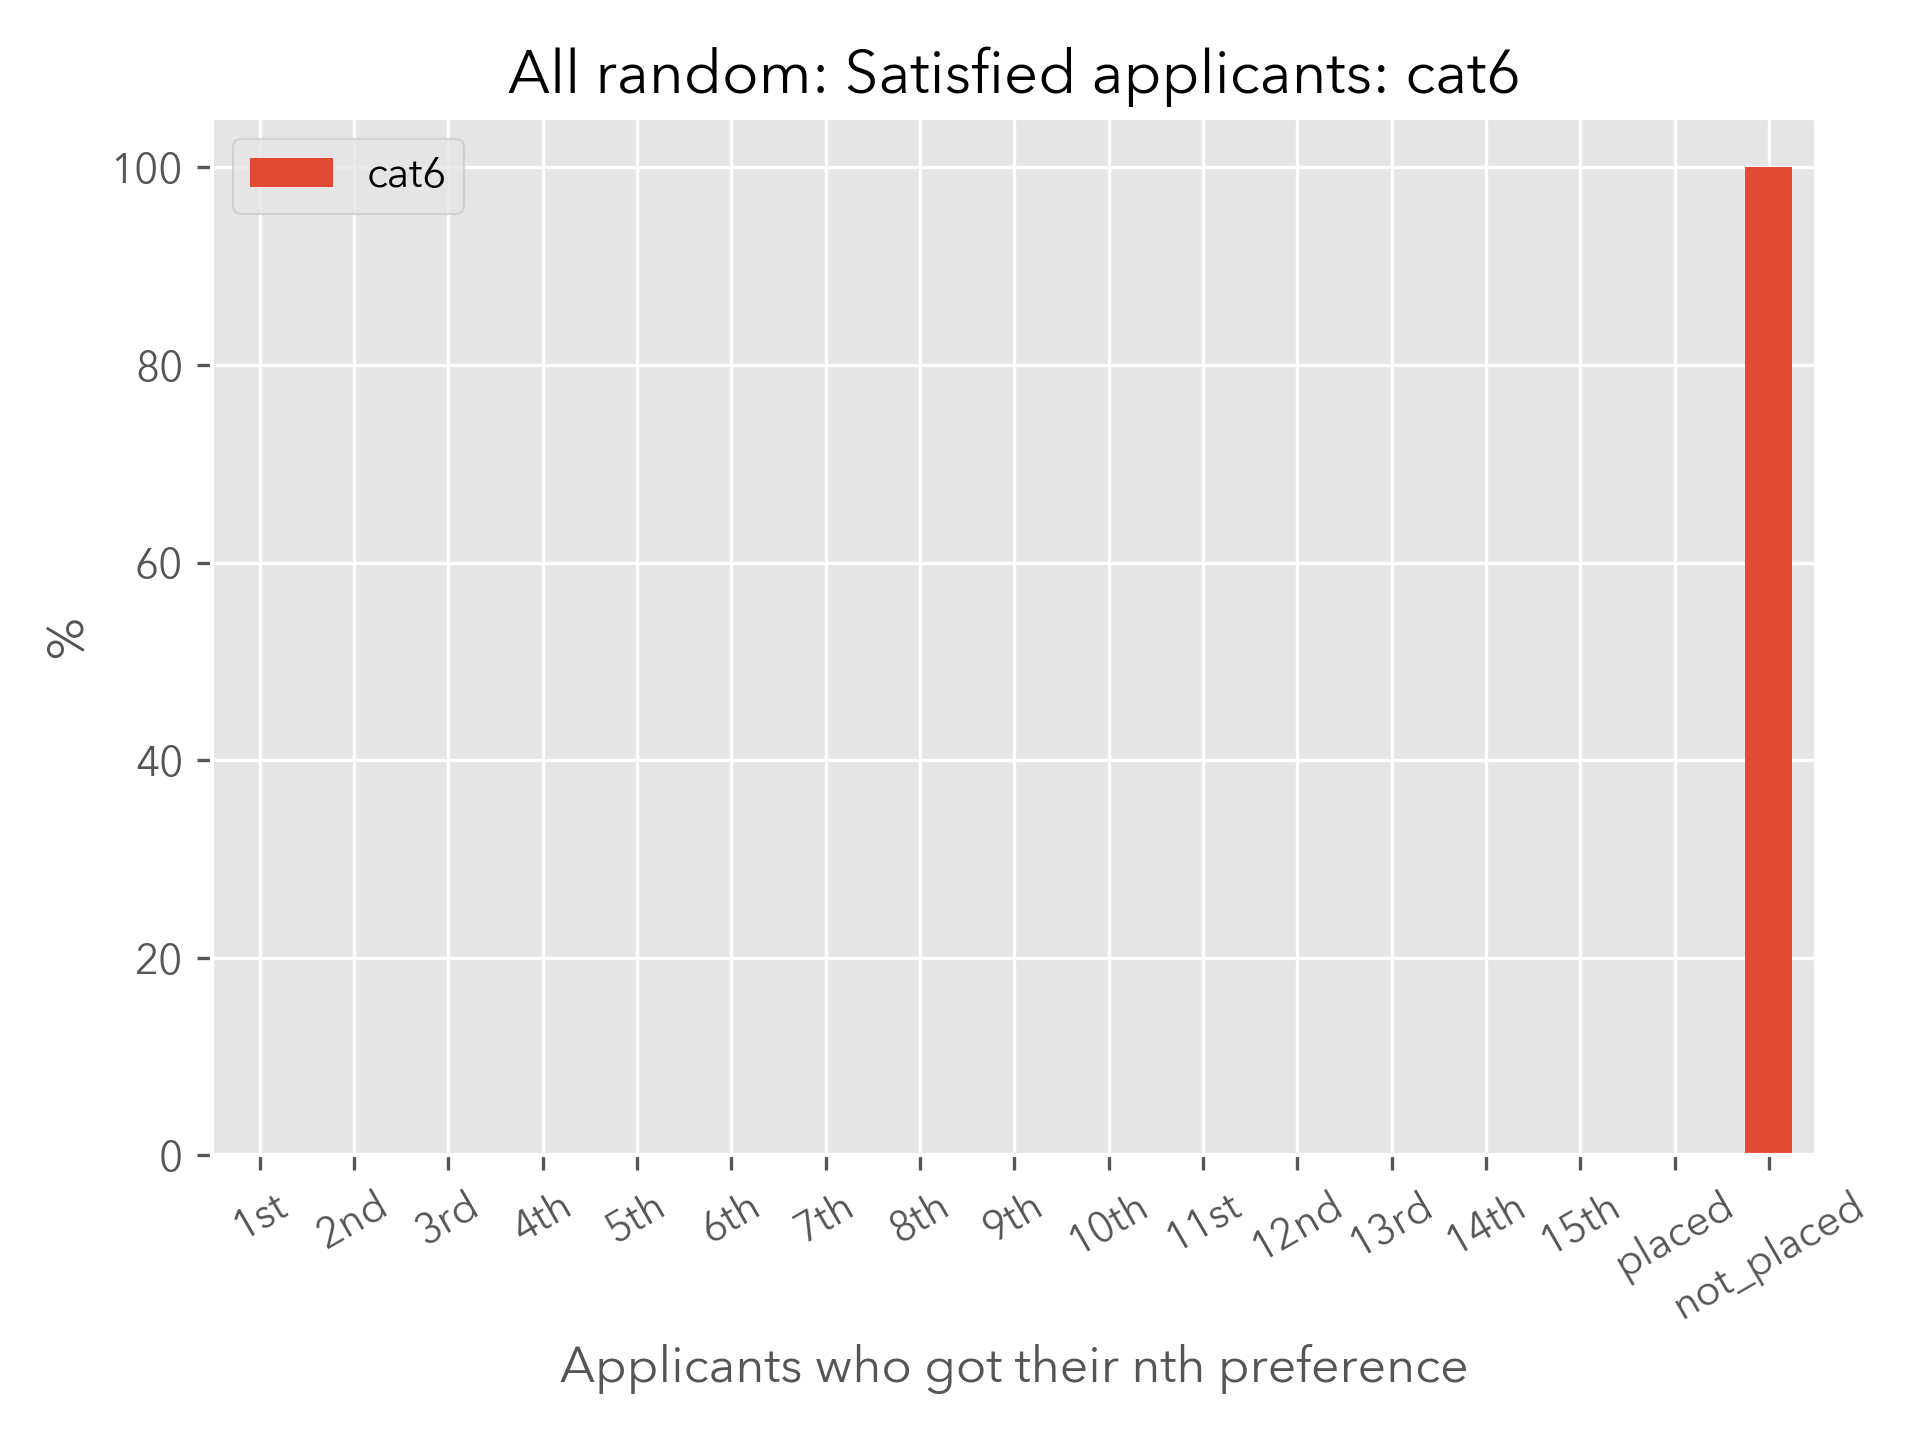 All random: Satisfied applicants: cat6
cat6
100
80
60
40
20
0
%
1st 2nd 3rd 4th 5th 6th 7th 8th 9th 10th 11st 12nd 13rd 14th 15th placed not_placed
Applicants who got their nth preference